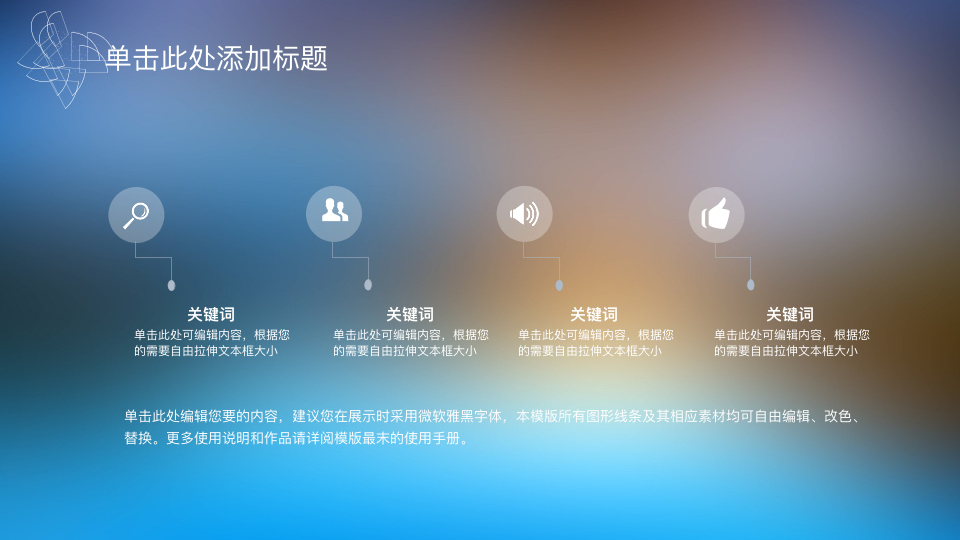 单击此处添加标题
关键词
单击此处可编辑内容，根据您
的需要自由拉伸文本框大小
关键词
单击此处可编辑内容，根据您
的需要自由拉伸文本框大小
关键词
单击此处可编辑内容，根据您
的需要自由拉伸文本框大小
关键词
单击此处可编辑内容，根据您
的需要自由拉伸文本框大小
单击此处编辑您要的内容，建议您在展示时采用微软雅黑字体，本模版所有图形线条及其相应素材均可自由编辑、改色、
替换。更多使用说明和作品请详阅模版最末的使用手册。